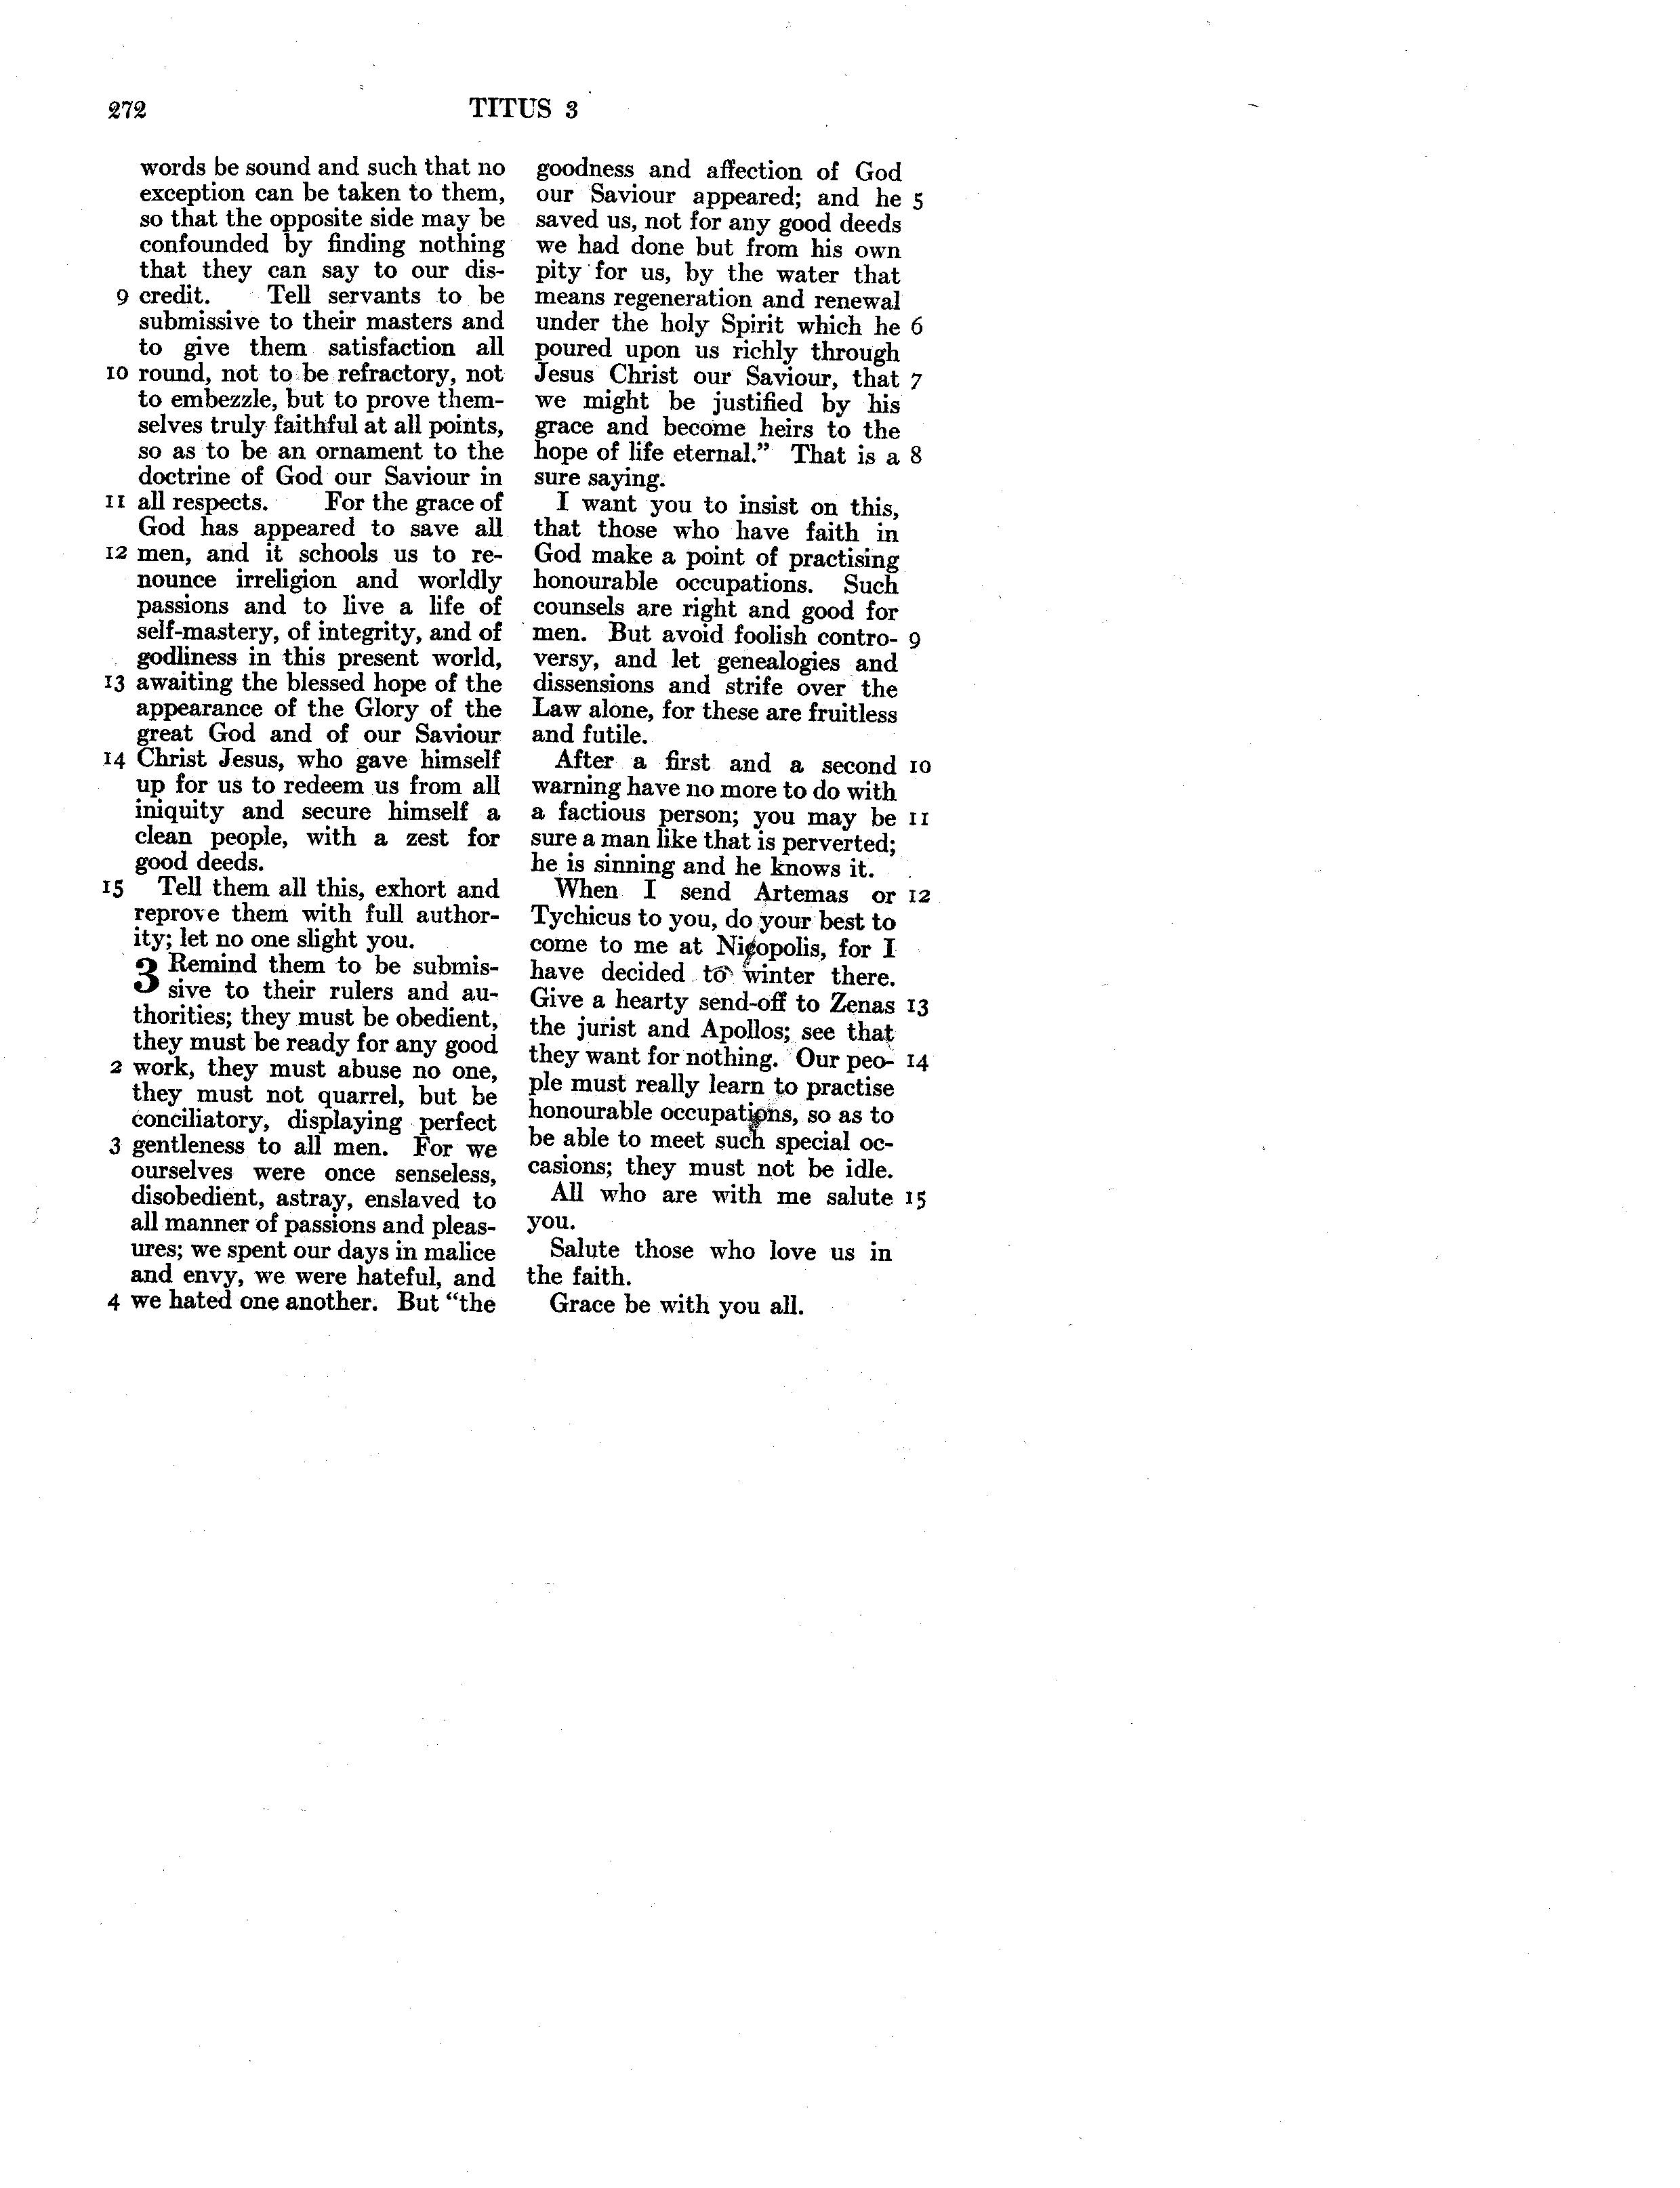 272
TITUS 3
words be sound and such that no
exception can be taken to them,
so that the opposite side may be
confounded by finding nothing
that they can say to our dis-
9 credit. Tell servants to be
submissive to their masters and
to give them satisfaction all
10 round, not to be refractory, not
to embezzle, but to prove them-
selves truly faithful at all points,
so as to be an ornament to the
doctrine of God our Saviour in
11 all respects. For the grace of
God has appeared to save all
12 men, and it schools us to re-
nounce irreligion and worldly
passions and to live a life of
self-mastery, of integrity, and of
godliness in this present world,
13 awaiting the blessed hope of the
appearance of the Glory of the
great God and of our Saviour
14 Christ Jesus, who gave himself
up for us to redeem us from all
iniquity and secure himself a
clean people, with a zest for
good deeds.
15 Tell them all this, exhort and
reprove them with full author-
ity; let no one slight you.
3 Remind them to be submis-
sive to their rulers and au-
thorities; they must be obedient,
they must be ready for any good
2 work, they must abuse no one,
they must not quarrel, but be
conciliatory, displaying perfect
3 gentleness to all men. For we
ourselves were once senseless,
disobedient, astray, enslaved to
all manner of passions and pleas-
ures; we spent our days in malice
and envy, we were hateful, and
4 we hated one another. But “the
goodness and affection of God
our Saviour appeared; and he 5
saved us, not for any good deeds
we had done but from his own
pity for us, by the water that
means regeneration and renewal
under the holy Spirit which he 6
poured upon us richly through
Jesus Christ our Saviour, that 7
we might be justified by his
grace and become heirs to the
hope of life eternal.” That is a 8
sure saying.
I want you to insist on this,
that those who have faith in
God make a point of practising
honourable occupations. Such
counsels are right and good for
men. But avoid foolish contro- 9
versy, and let genealogies and
dissensions and strife over the
Law alone, for these are fruitless
and futile.
After a first and a second 10
warning have no more to do with
a factious person; you may be 11
sure a man like that is perverted;
he is sinning and he knows it.
When I send Artemas or 12
Tychicus to you, do your best to
come to me at Nicopolis, for I
have decided to winter there.
Give a hearty send-off to Zenas 13
the jurist and Apollos; see that
they want for nothing. Our peo- 14
ple must really learn to practise
honourable occupations, so as to
be able to meet such special oc-
casions; they must not be idle.
All who are with me salute 15
you.
Salute those who love us in
the faith.
Grace be with you all.